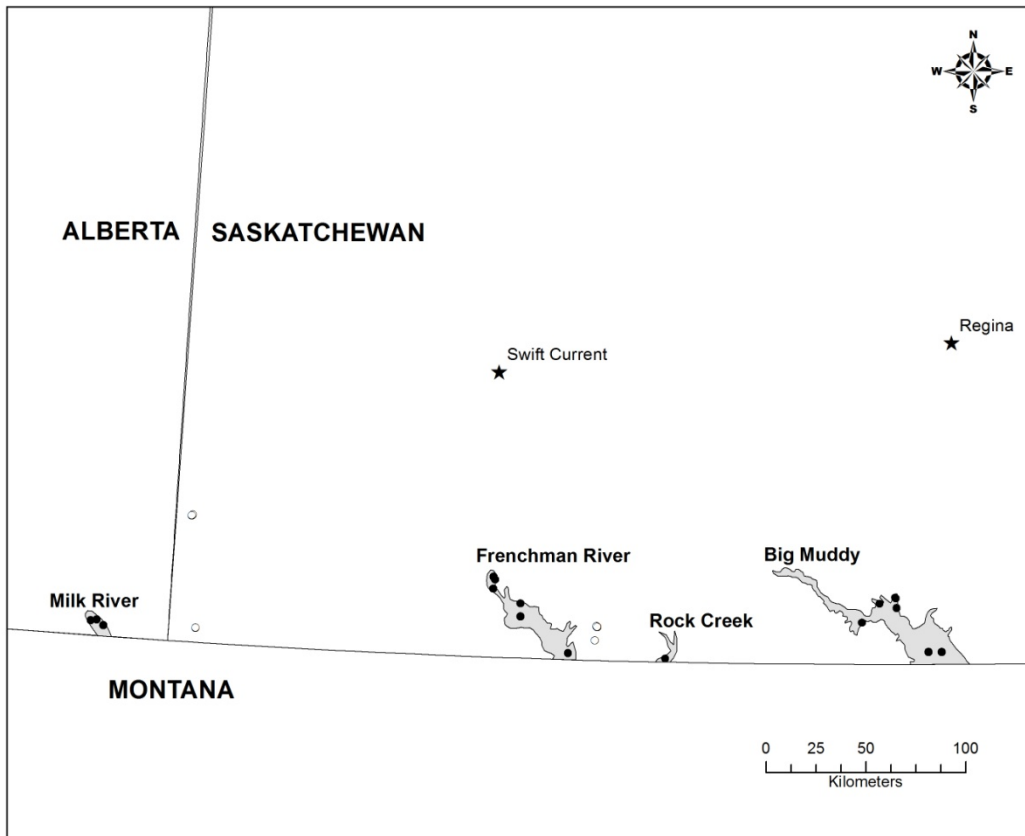 N
W E
S
ALBERTA SASKATCHEWAN
Regina
Swift Current
Frenchman River
Big Muddy
Milk River
Rock Creek
MONTANA
0 25 50 100
Kilometers